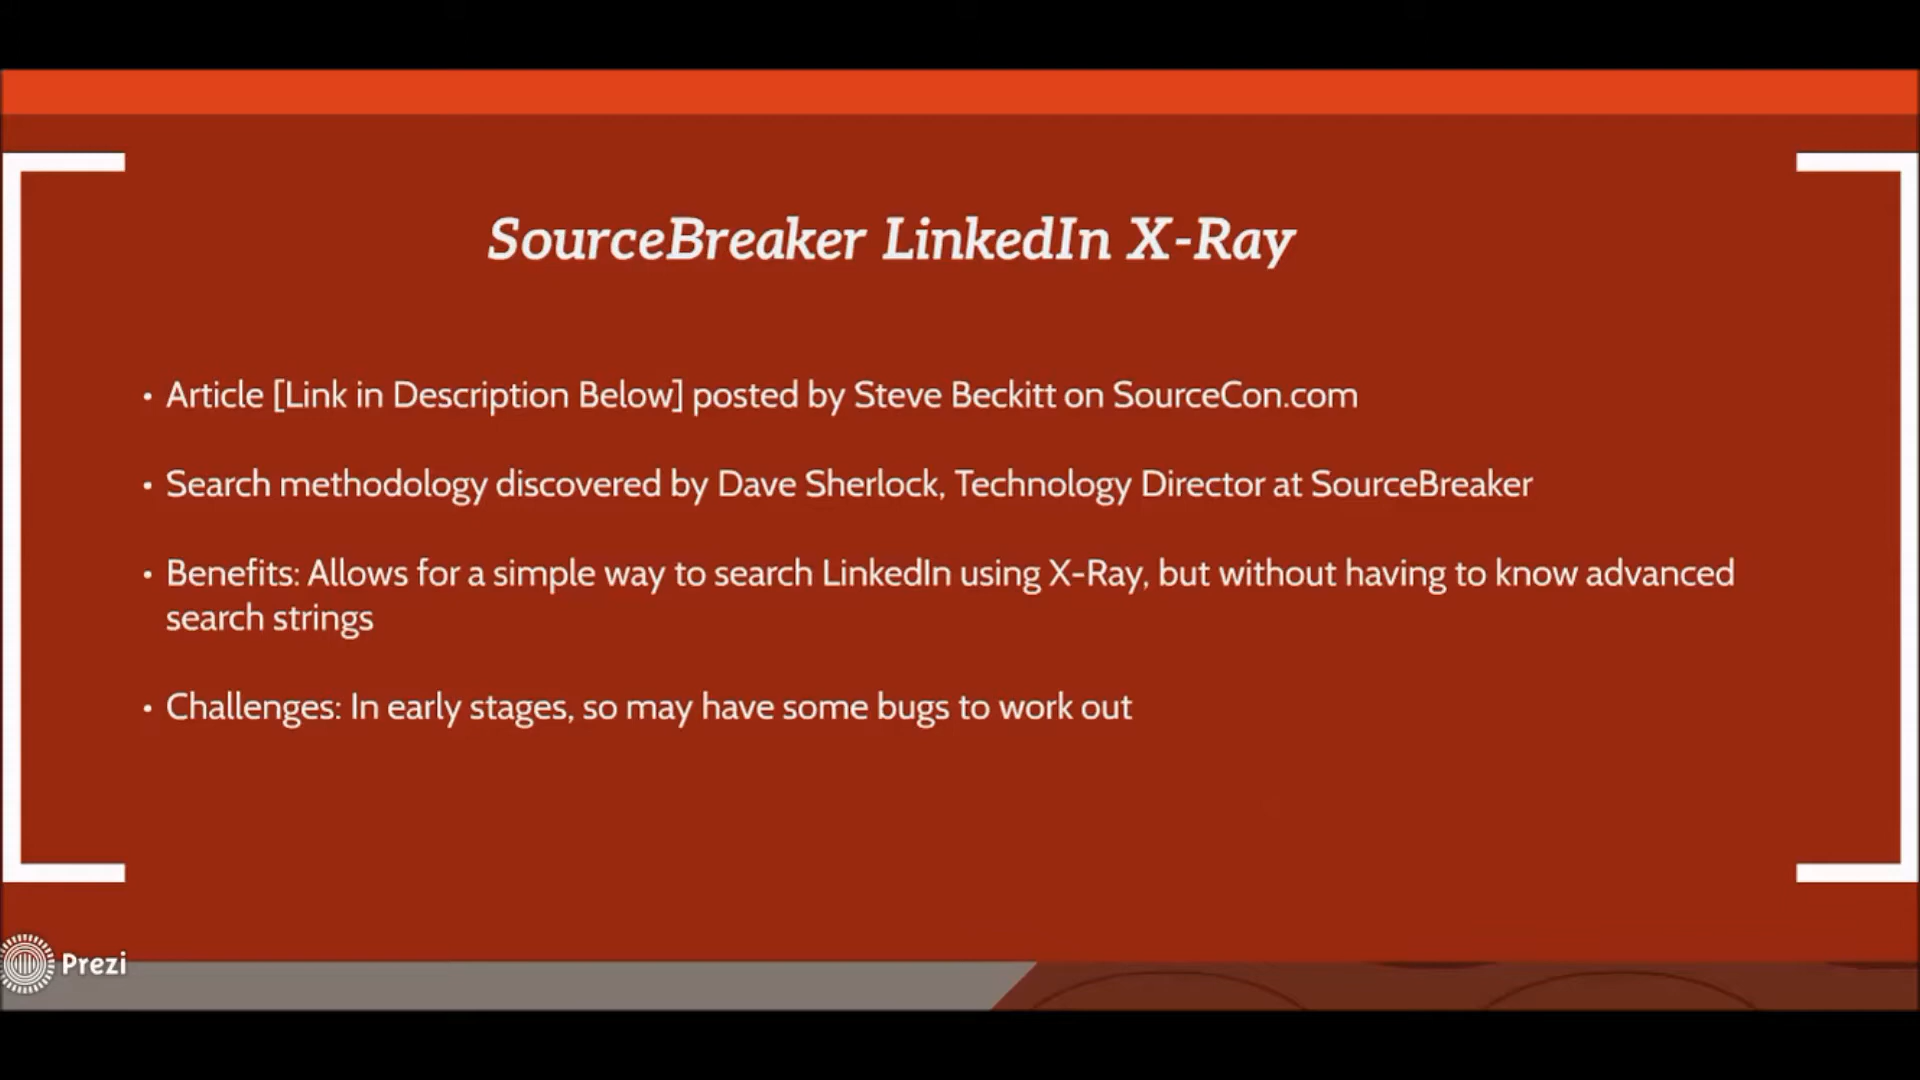 SourceBreaker LinkedIn X-Ray
• Article [Link in Description Below] posted by Steve Beckitt on SourceCon.com
• Search methodology discovered by Dave Sherlock, Technology Director at SourceBreaker
• Benefits: Allows for a simple way to search LinkedIn using X-Ray, but without having to know advanced
search strings
• Challenges: In early stages, so may have some bugs to work out
Prezi